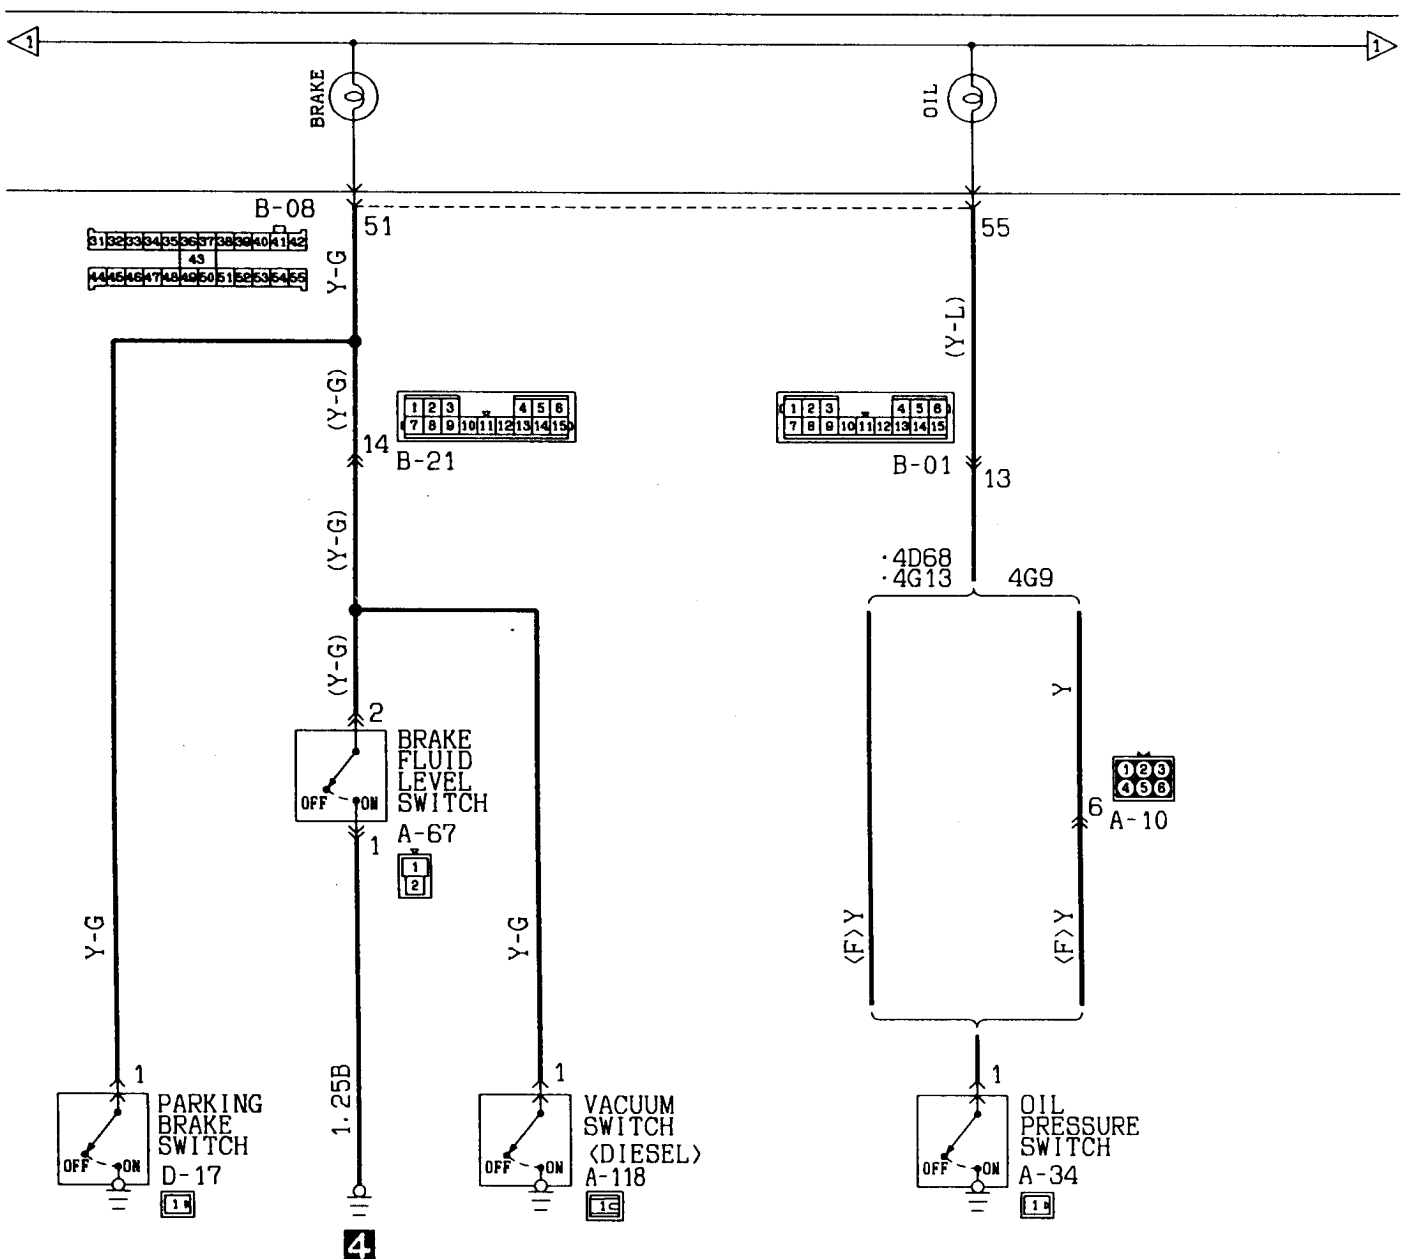 1
1
BRAKE
OIL
B-08
51
55
31 32 33 34 35 36 37 38 39 40 41 42
43
44 45 46 47 48 49 50 51 52 53 54 55
Y-G
(Y-L)
(Y-G)
1 2 3 4 5 6
7 8 9 10 11 12 13 14 15
14
B-21
1 2 3 4 5 6
7 8 9 10 11 12 13 14 15
B-01
13
(Y-G)
·4D68
·4G13
4G9
(Y-G)
Y
2
BRAKE
FLUID
LEVEL
SWITCH
OFF
ON
A-67
1
1
2
1 2 3
4 5 6
6
A-10
Y-G
Y-G
<F>Y
<F>Y
1.25B
1
PARKING
BRAKE
SWITCH
OFF
ON
D-17
1
4
1
VACUUM
SWITCH
<DIESEL>
OFF
ON
A-118
1
1
OIL
PRESSURE
SWITCH
OFF
ON
A-34
1